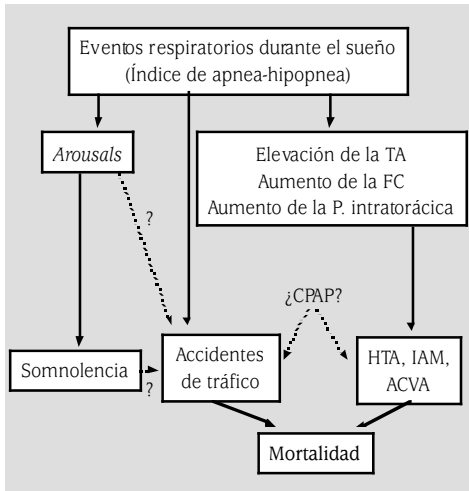 Eventos respiratorios durante el sueño
(Índice de apnea-hipopnea)
Arousals
Elevación de la TA
Aumento de la FC
Aumento de la P. intratorácica
?
¿CPAP?
Somnolencia
?
Accidentes
de tráfico
HTA, IAM,
ACVA
Mortalidad